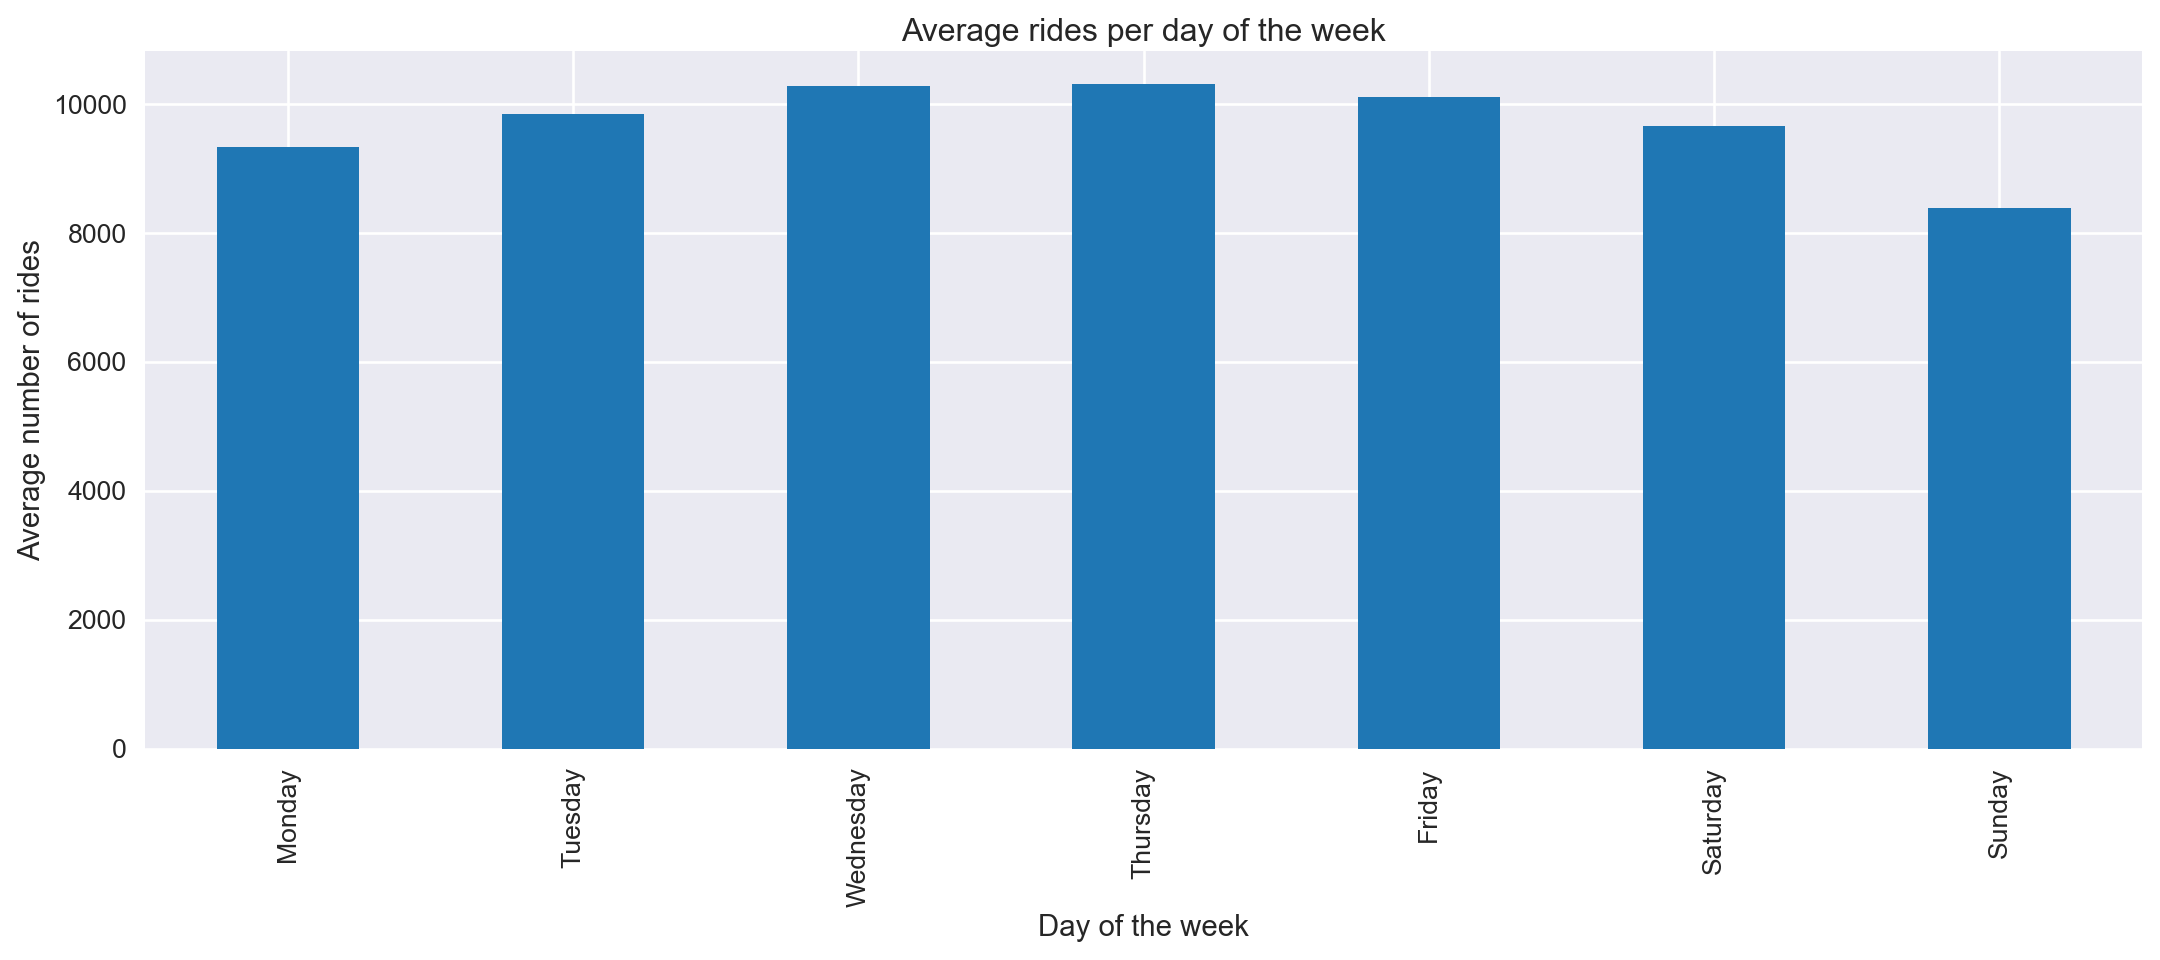 Average rides per day of the week
10000
8000
6000
4000
2000
0
Average number of rides
Monday
Tuesday
Wednesday
Thursday
Friday
Saturday
Sunday
Day of the week